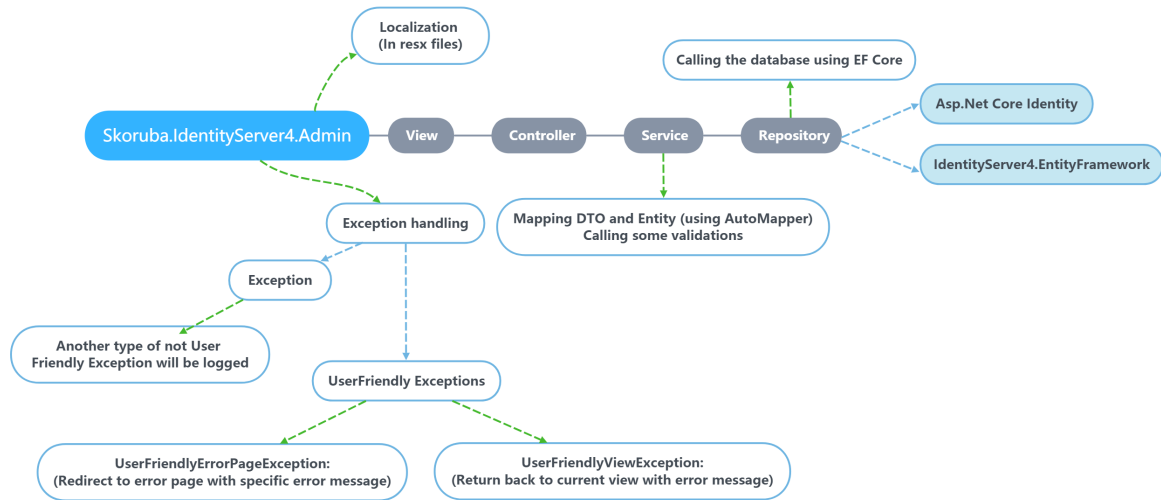 Localization
(In resx files)
Calling the database using EF Core
Asp.Net Core Identity
Skoruba.IdentityServer4.Admin
View
Controller
Service
Repository
IdentityServer4.EntityFramework
Exception handling
Mapping DTO and Entity (using AutoMapper)
Calling some validations
Exception
Another type of not User
Friendly Exception will be logged
UserFriendly Exceptions
UserFriendlyErrorPageException:
(Redirect to error page with specific error message)
UserFriendlyViewException:
(Return back to current view with error message)